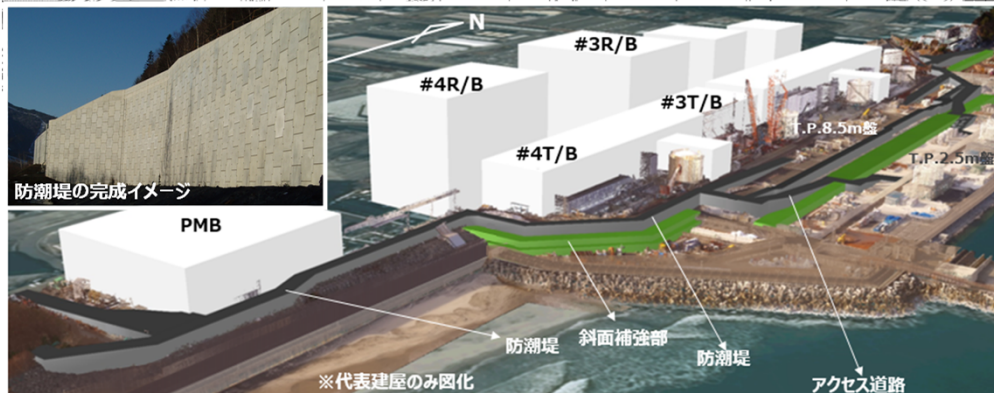 N
#3R/B
#4R/B
#3T/B
T.P.8.5m盤
#4T/B
T.P.2.5m盤
防潮堤の完成イメージ
PMB
防潮堤
斜面補強部
防潮堤
※代表建屋のみ図化
アクセス道路